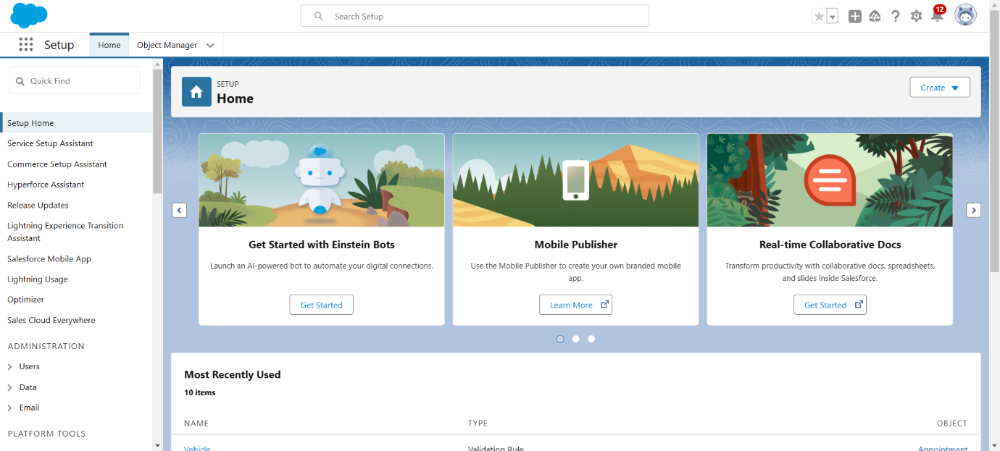 Search Setup
12
Setup
Home
Object Manager
Quick Find
Setup Home
Service Setup Assistant
Commerce Setup Assistant
Hyperforce Assistant
Release Updates
Lightning Experience Transition
Assistant
Salesforce Mobile App
Lightning Usage
Optimizer
Sales Cloud Everywhere
ADMINISTRATION
Users
Data
Email
PLATFORM TOOLS
SETUP
Home
Create
Get Started with Einstein Bots
Launch an AI-powered bot to automate your digital connections.
Get Started
Mobile Publisher
Use the Mobile Publisher to create your own branded mobile
app.
Learn More
Real-time Collaborative Docs
Transform productivity with collaborative docs, spreadsheets,
and slides inside Salesforce.
Get Started
Most Recently Used
10 items
NAME
TYPE
OBJECT
Vehicle
Validation Rule
Appointment